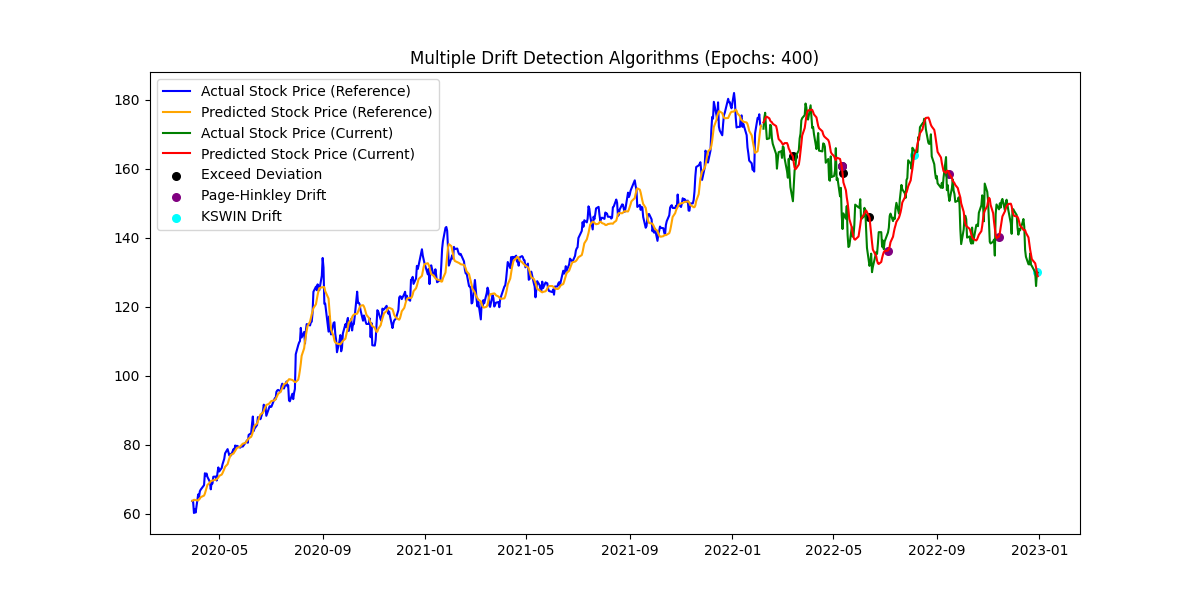 Multiple Drift Detection Algorithms (Epochs: 400)
Actual Stock Price (Reference)
Predicted Stock Price (Reference)
Actual Stock Price (Current)
Predicted Stock Price (Current)
Exceed Deviation
Page-Hinkley Drift
KSWIN Drift
180
160
140
120
100
80
60
2020-05 2020-09 2021-01 2021-05 2021-09 2022-01 2022-05 2022-09 2023-01